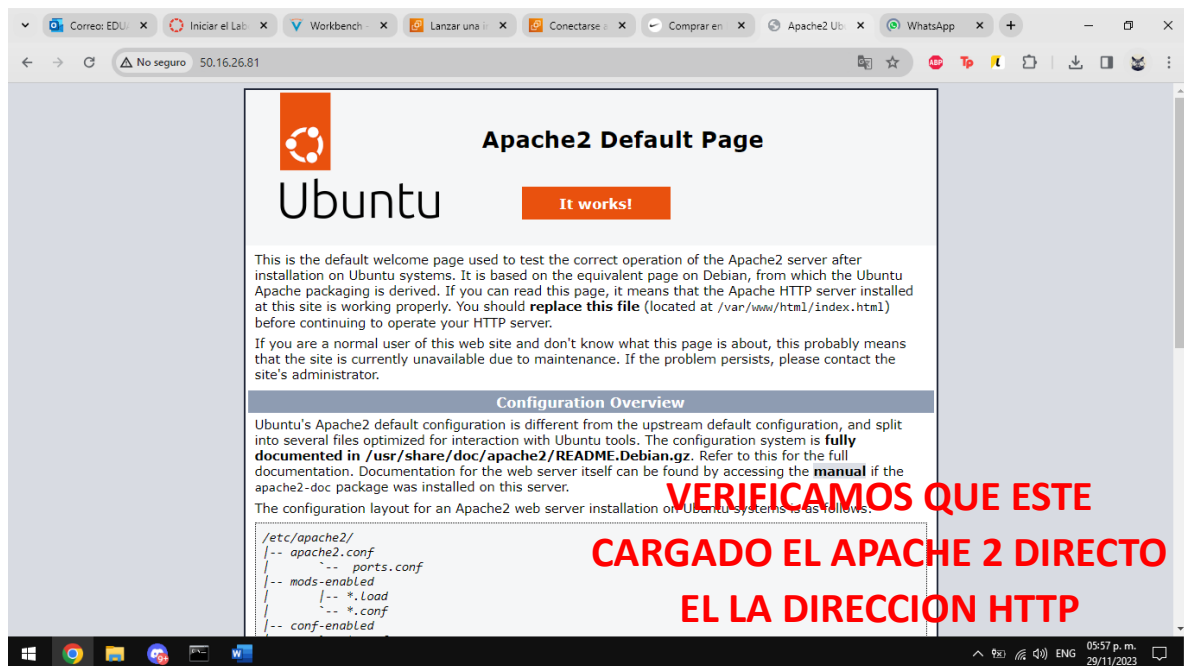 Correo: EDU
Iniciar el Lab
Workbench -
Lanzar una i
Conectarse a
Comprar en
Apache2 Ub
WhatsApp
No seguro
50.16.26.81
ABP
Tp
Ubuntu
Apache2 Default Page
It works!
This is the default welcome page used to test the correct operation of the Apache2 server after
installation on Ubuntu systems. It is based on the equivalent page on Debian, from which the Ubuntu
Apache packaging is derived. If you can read this page, it means that the Apache HTTP server installed
at this site is working properly. You should replace this file (located at /var/www/html/index.html)
before continuing to operate your HTTP server.
If you are a normal user of this web site and don't know what this page is about, this probably means
that the site is currently unavailable due to maintenance. If the problem persists, please contact the
site's administrator.
Configuration Overview
Ubuntu's Apache2 default configuration is different from the upstream default configuration, and split
into several files optimized for interaction with Ubuntu tools. The configuration system is fully
documented in /usr/share/doc/apache2/README.Debian.gz. Refer to this for the full
documentation. Documentation for the web server itself can be found by accessing the manual if the
apache2-doc package was installed on this server.
The configuration layout for an Apache2 web server installation on Ubuntu systems is as follows:
/etc/apache2/
|-- apache2.conf
|       `--  ports.conf
|-- mods-enabled
|       |-- *.load
|       `-- *.conf
|-- conf-enabled
VERIFICAMOS QUE ESTE
CARGADO EL APACHE 2 DIRECTO
EL LA DIRECCION HTTP
ENG
05:57 p. m.
29/11/2023